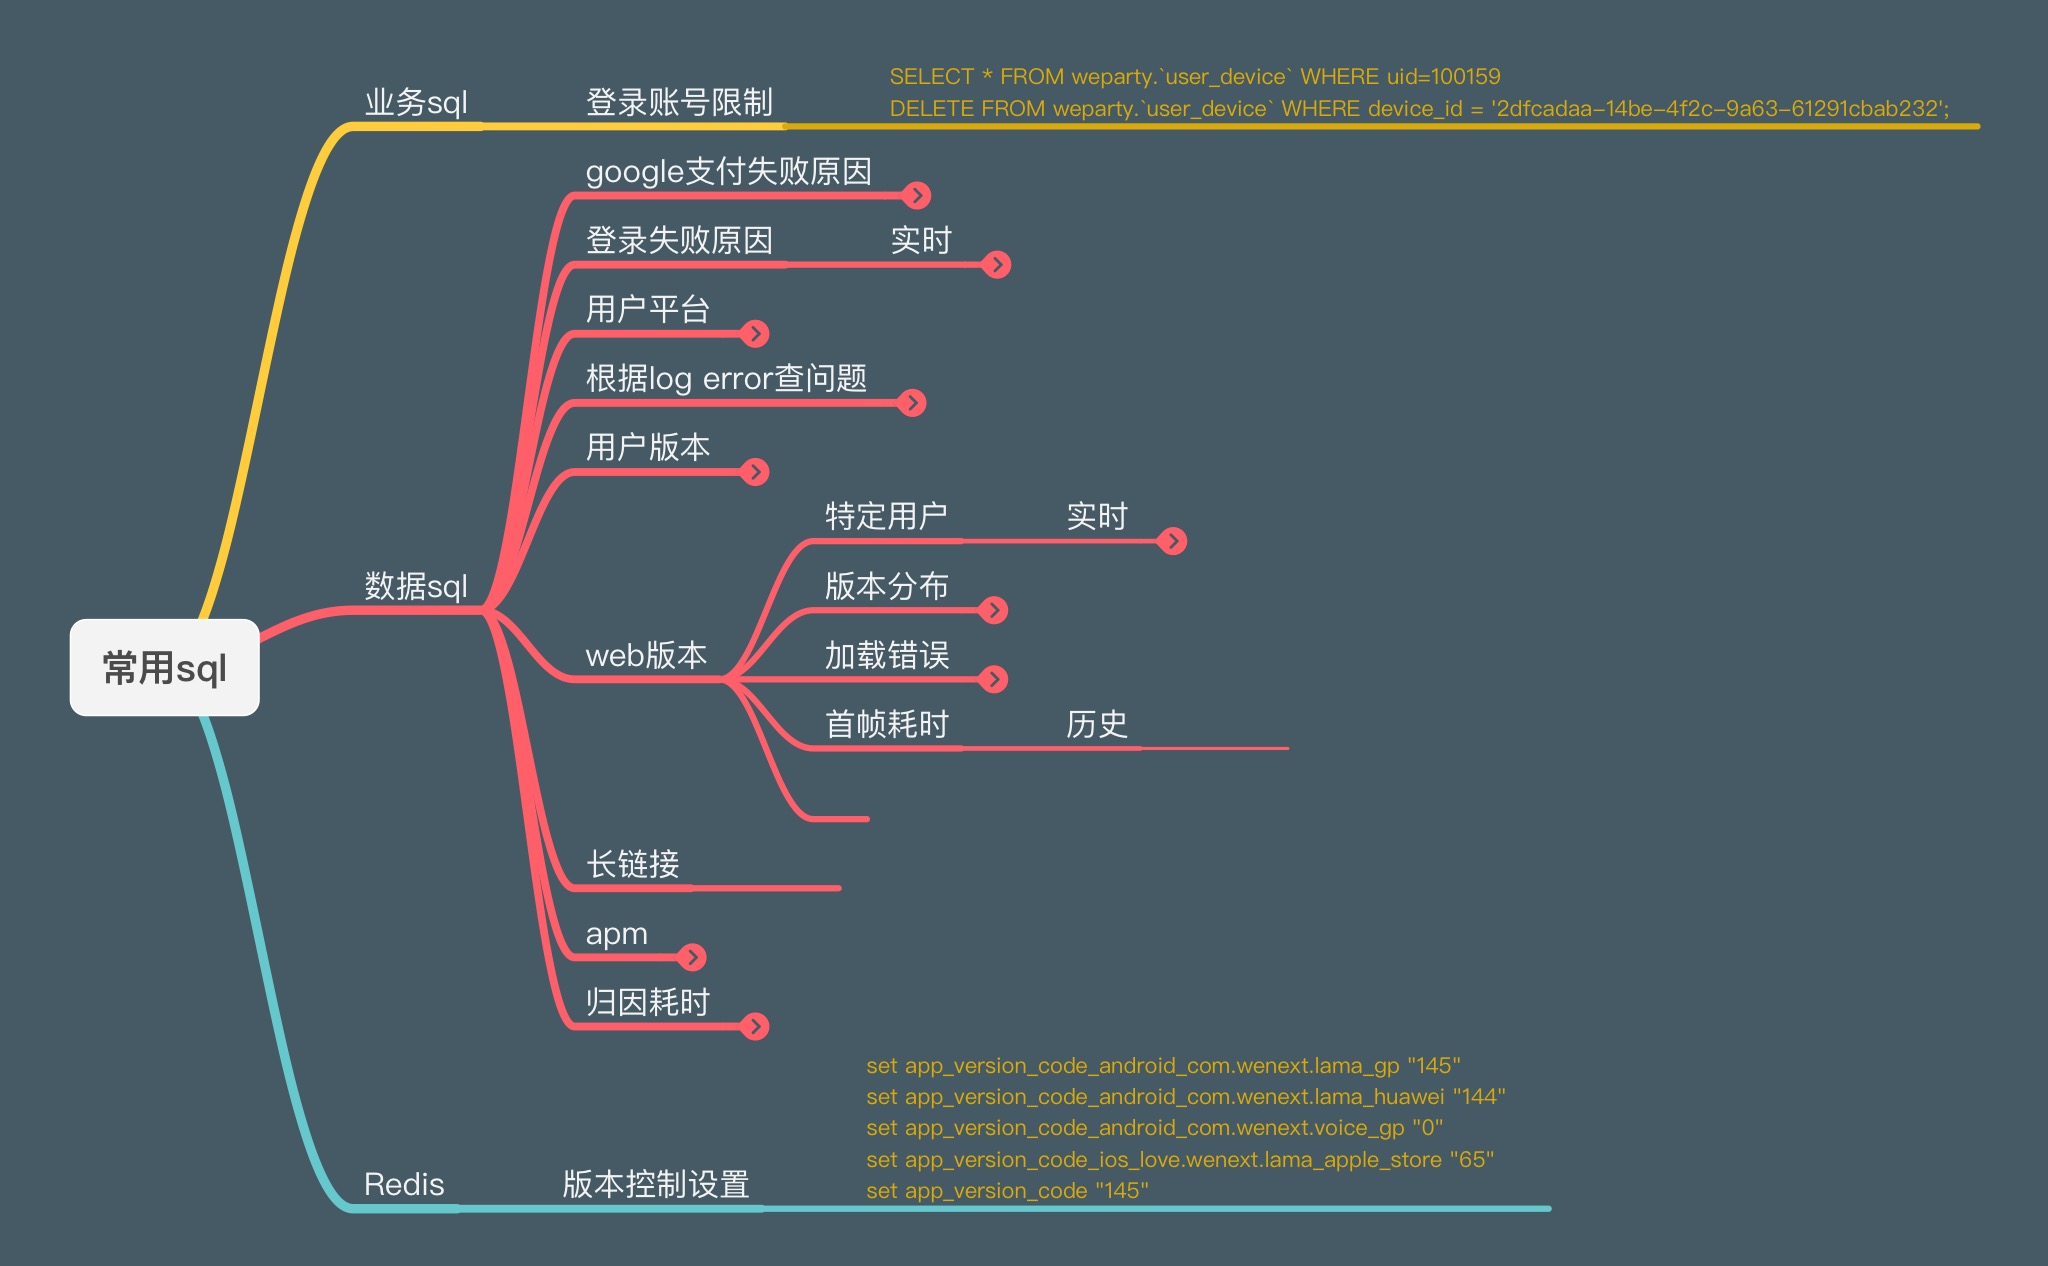 常用sql
业务sql
登录账号限制
SELECT * FROM weparty.`user_device` WHERE uid=100159
DELETE FROM weparty.`user_device` WHERE device_id = '2dfcadaa-14be-4f2c-9a63-61291cbab232';
数据sql
google支付失败原因
登录失败原因
实时
用户平台
根据log error查问题
用户版本
web版本
特定用户
实时
版本分布
加载错误
首帧耗时
历史
长链接
apm
归因耗时
Redis
版本控制设置
set app_version_code_android_com.wenext.lama_gp "145"
set app_version_code_android_com.wenext.lama_huawei "144"
set app_version_code_android_com.wenext.voice_gp "0"
set app_version_code_ios_love.wenext.lama_apple_store "65"
set app_version_code "145"